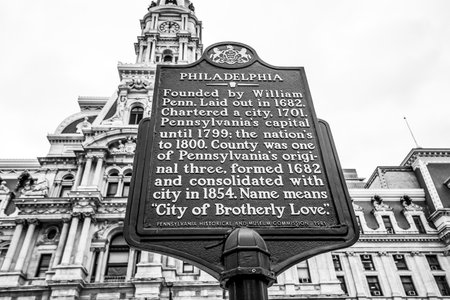 PHILADELPHIA
Founded by William
Penn. Laid out in 1682.
Chartered a city, 1701.
Pennsylvania's capital
until 1799; the nation's
to 1800. County was one
of Pennsylvania's origi-
nal three, formed 1682
and consolidated with
city in 1854. Name means
"City of Brotherly Love."
PENNSYLVANIA HISTORICAL AND MUSEUM COMMISSION